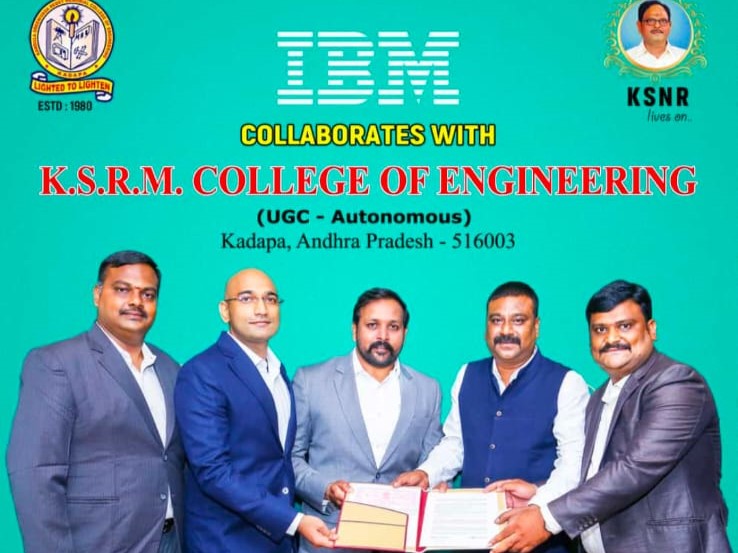 KADAPA
LIGHTED TO LIGHTEN
ESTD : 1980
IBM
KSNR
lives on..
COLLABORATES WITH
K.S.R.M. COLLEGE OF ENGINEERING
(UGC - Autonomous)
Kadapa, Andhra Pradesh - 516003